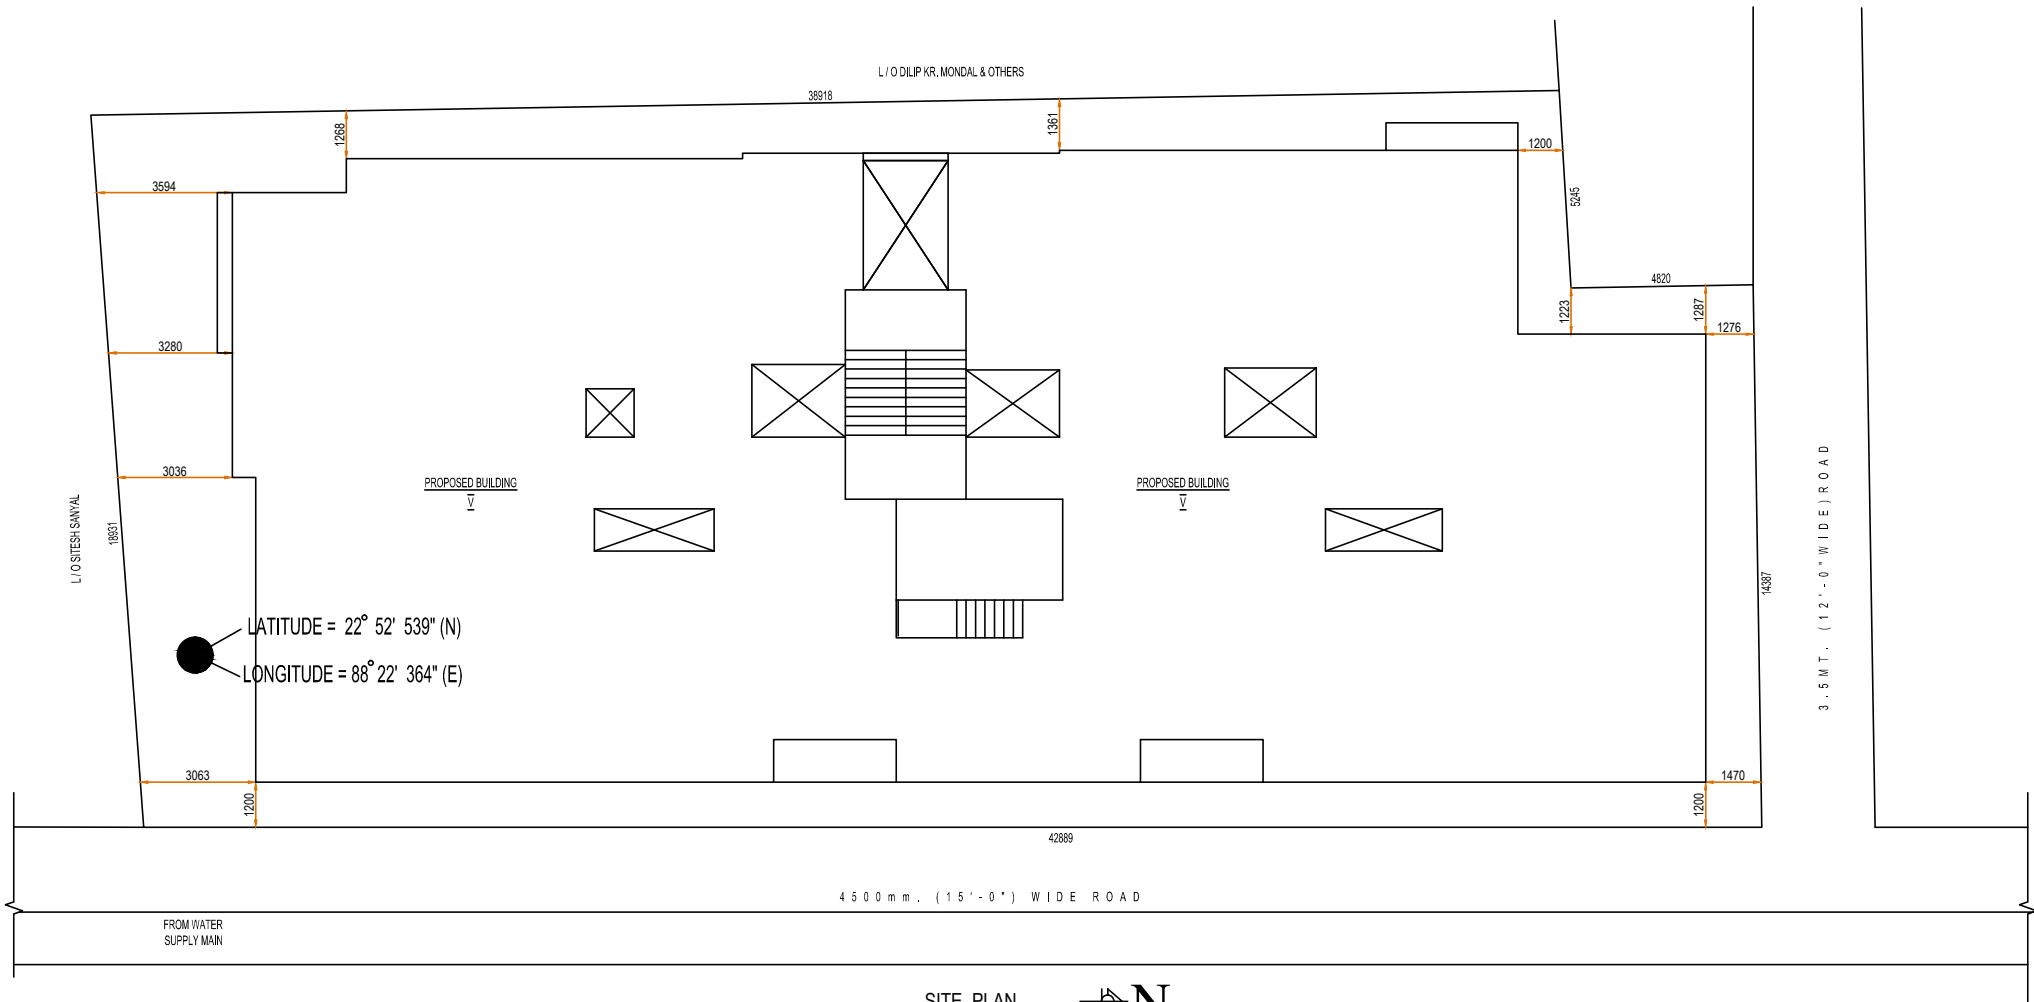 L / O DILIP KR. MONDAL & OTHERS
38918
1268
1361
1200
3594
5245
4820
1223
1287
1276
3280
3036
PROPOSED BUILDING
V
PROPOSED BUILDING
V
L / O SITESH SANYAL
18931
14387
3.5 MT. (12'-0" WIDE) ROAD
LATITUDE = 22° 52' 539" (N)
LONGITUDE = 88° 22' 364" (E)
3063
1200
1470
1200
42889
4500mm. (15'-0") WIDE ROAD
FROM WATER
SUPPLY MAIN
SITE PLAN
N